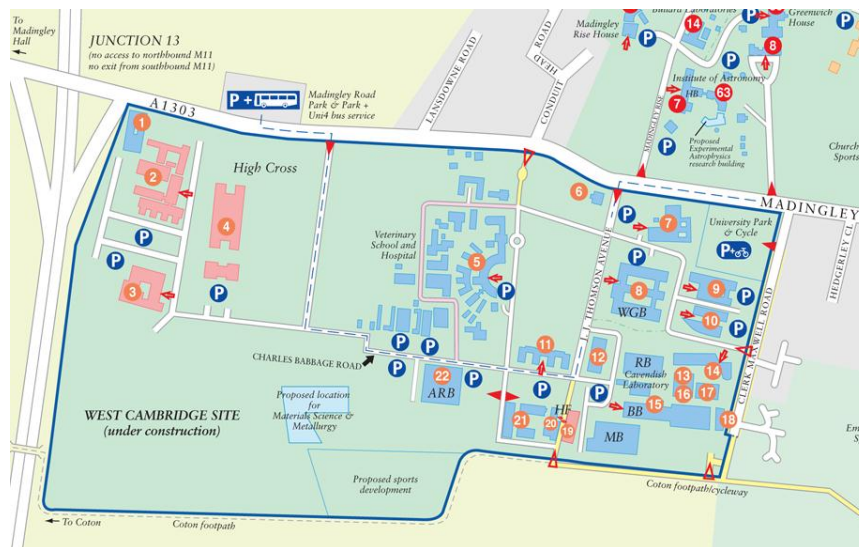 To
Madingley
Hall
JUNCTION 13
(no access to northbound M11
no exit from southbound M11)
A1303
P +
Madingley Road
Park & Park +
Uni4 bus service
LANSDOWNE ROAD
CONDUIT
HEAD
ROAD
Madingley
Rise House
14
Greenwich
House
8
P
P
P
P
Institute of Astronomy
HB
7
63
MADINGLEY RISE
Proposed
Experimental
Astrophysics
research building
P
Church
Sports
MADINGLEY
1
2
High Cross
4
P
P
3
P
Veterinary
School and
Hospital
5
P
6
P
7
University Park
& Cycle
P+
P
J. J. THOMSON AVENUE
8
WGB
9
P
10
P
CLERK MAXWELL ROAD
HEDGERLEY CL
CHARLES BABBAGE ROAD
P
P
P
22
ARB
P
11
P
12
P
RB
Cavendish
Laboratory
13
14
16
17
15
BB
18
MB
HF
21
20
19
P
WEST CAMBRIDGE SITE
(under construction)
Proposed location
for
Materials Science &
Metallurgy
Proposed sports
development
Coton footpath/cycleway
To Coton
Coton footpath
Em
Sp